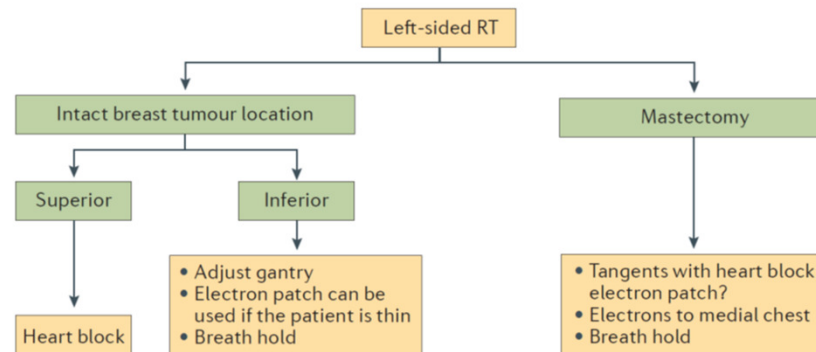 Left-sided RT
Intact breast tumour location
Mastectomy
Superior
Inferior
Heart block
• Adjust gantry
• Electron patch can be
used if the patient is thin
• Breath hold
• Tangents with heart block
electron patch?
• Electrons to medial chest
• Breath hold